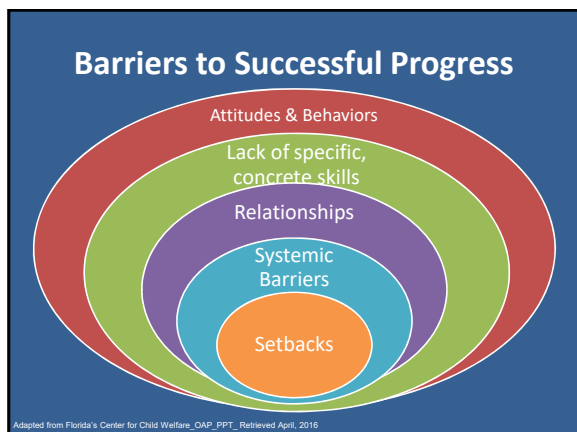 Barriers to Successful Progress
Attitudes & Behaviors
Lack of specific,
concrete skills
Relationships
Systemic
Barriers
Setbacks
Adapted from Florida's Center for Child Welfare_OAP_PPT_ Retrieved April, 2016